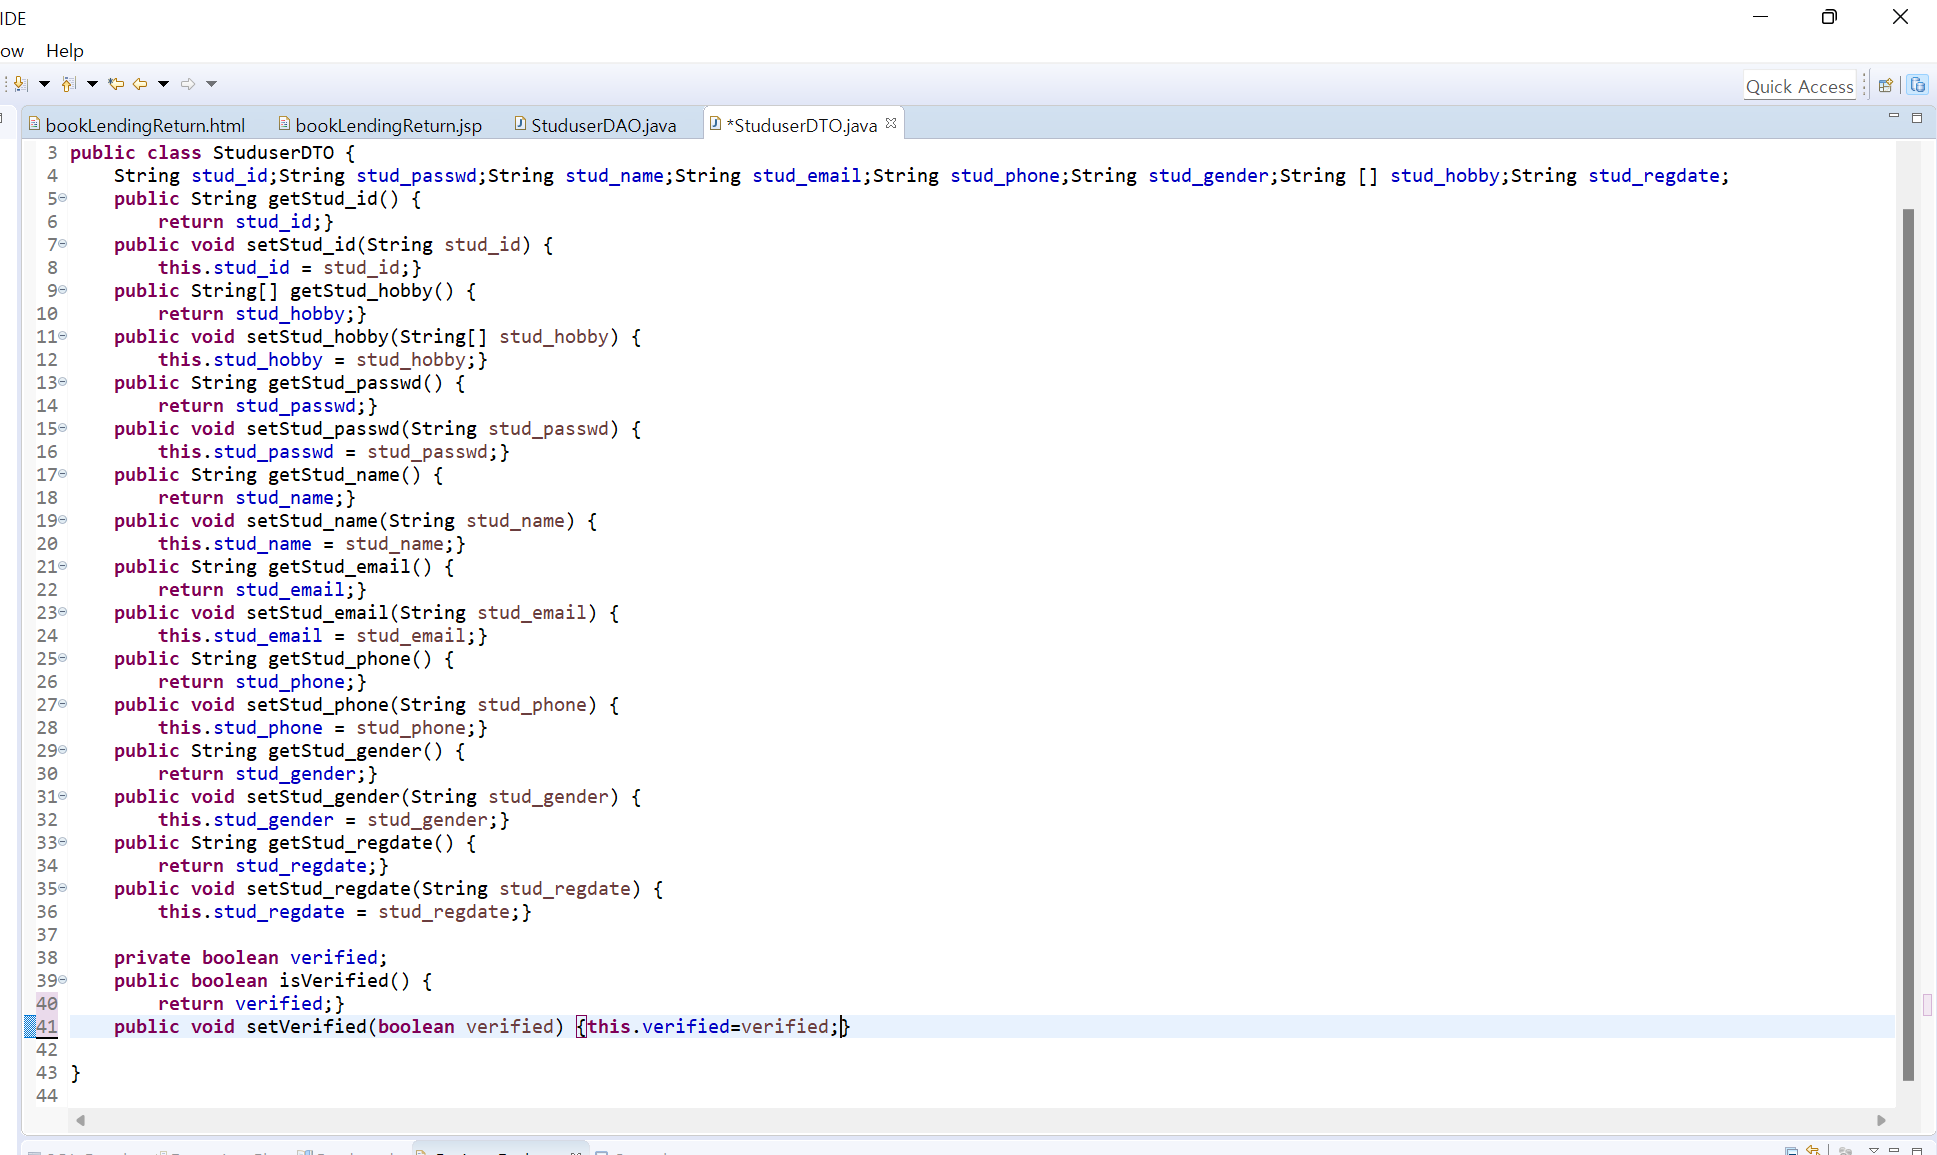 IDE
ow Help
Quick Access
bookLendingReturn.html bookLendingReturn.jsp StuduserDAO.java *StuduserDTO.java
3 public class StuduserDTO {
4 String stud_id;String stud_passwd;String stud_name;String stud_email;String stud_phone;String stud_gender;String [] stud_hobby;String stud_regdate;
5 public String getStud_id() {
6 return stud_id;}
7 public void setStud_id(String stud_id) {
8 this.stud_id = stud_id;}
9 public String[] getStud_hobby() {
10 return stud_hobby;}
11 public void setStud_hobby(String[] stud_hobby) {
12 this.stud_hobby = stud_hobby;}
13 public String getStud_passwd() {
14 return stud_passwd;}
15 public void setStud_passwd(String stud_passwd) {
16 this.stud_passwd = stud_passwd;}
17 public String getStud_name() {
18 return stud_name;}
19 public void setStud_name(String stud_name) {
20 this.stud_name = stud_name;}
21 public String getStud_email() {
22 return stud_email;}
23 public void setStud_email(String stud_email) {
24 this.stud_email = stud_email;}
25 public String getStud_phone() {
26 return stud_phone;}
27 public void setStud_phone(String stud_phone) {
28 this.stud_phone = stud_phone;}
29 public String getStud_gender() {
30 return stud_gender;}
31 public void setStud_gender(String stud_gender) {
32 this.stud_gender = stud_gender;}
33 public String getStud_regdate() {
34 return stud_regdate;}
35 public void setStud_regdate(String stud_regdate) {
36 this.stud_regdate = stud_regdate;}
37
38 private boolean verified;
39 public boolean isVerified() {
40 return verified;}
41 public void setVerified(boolean verified) {this.verified=verified;}
42
43 }
44